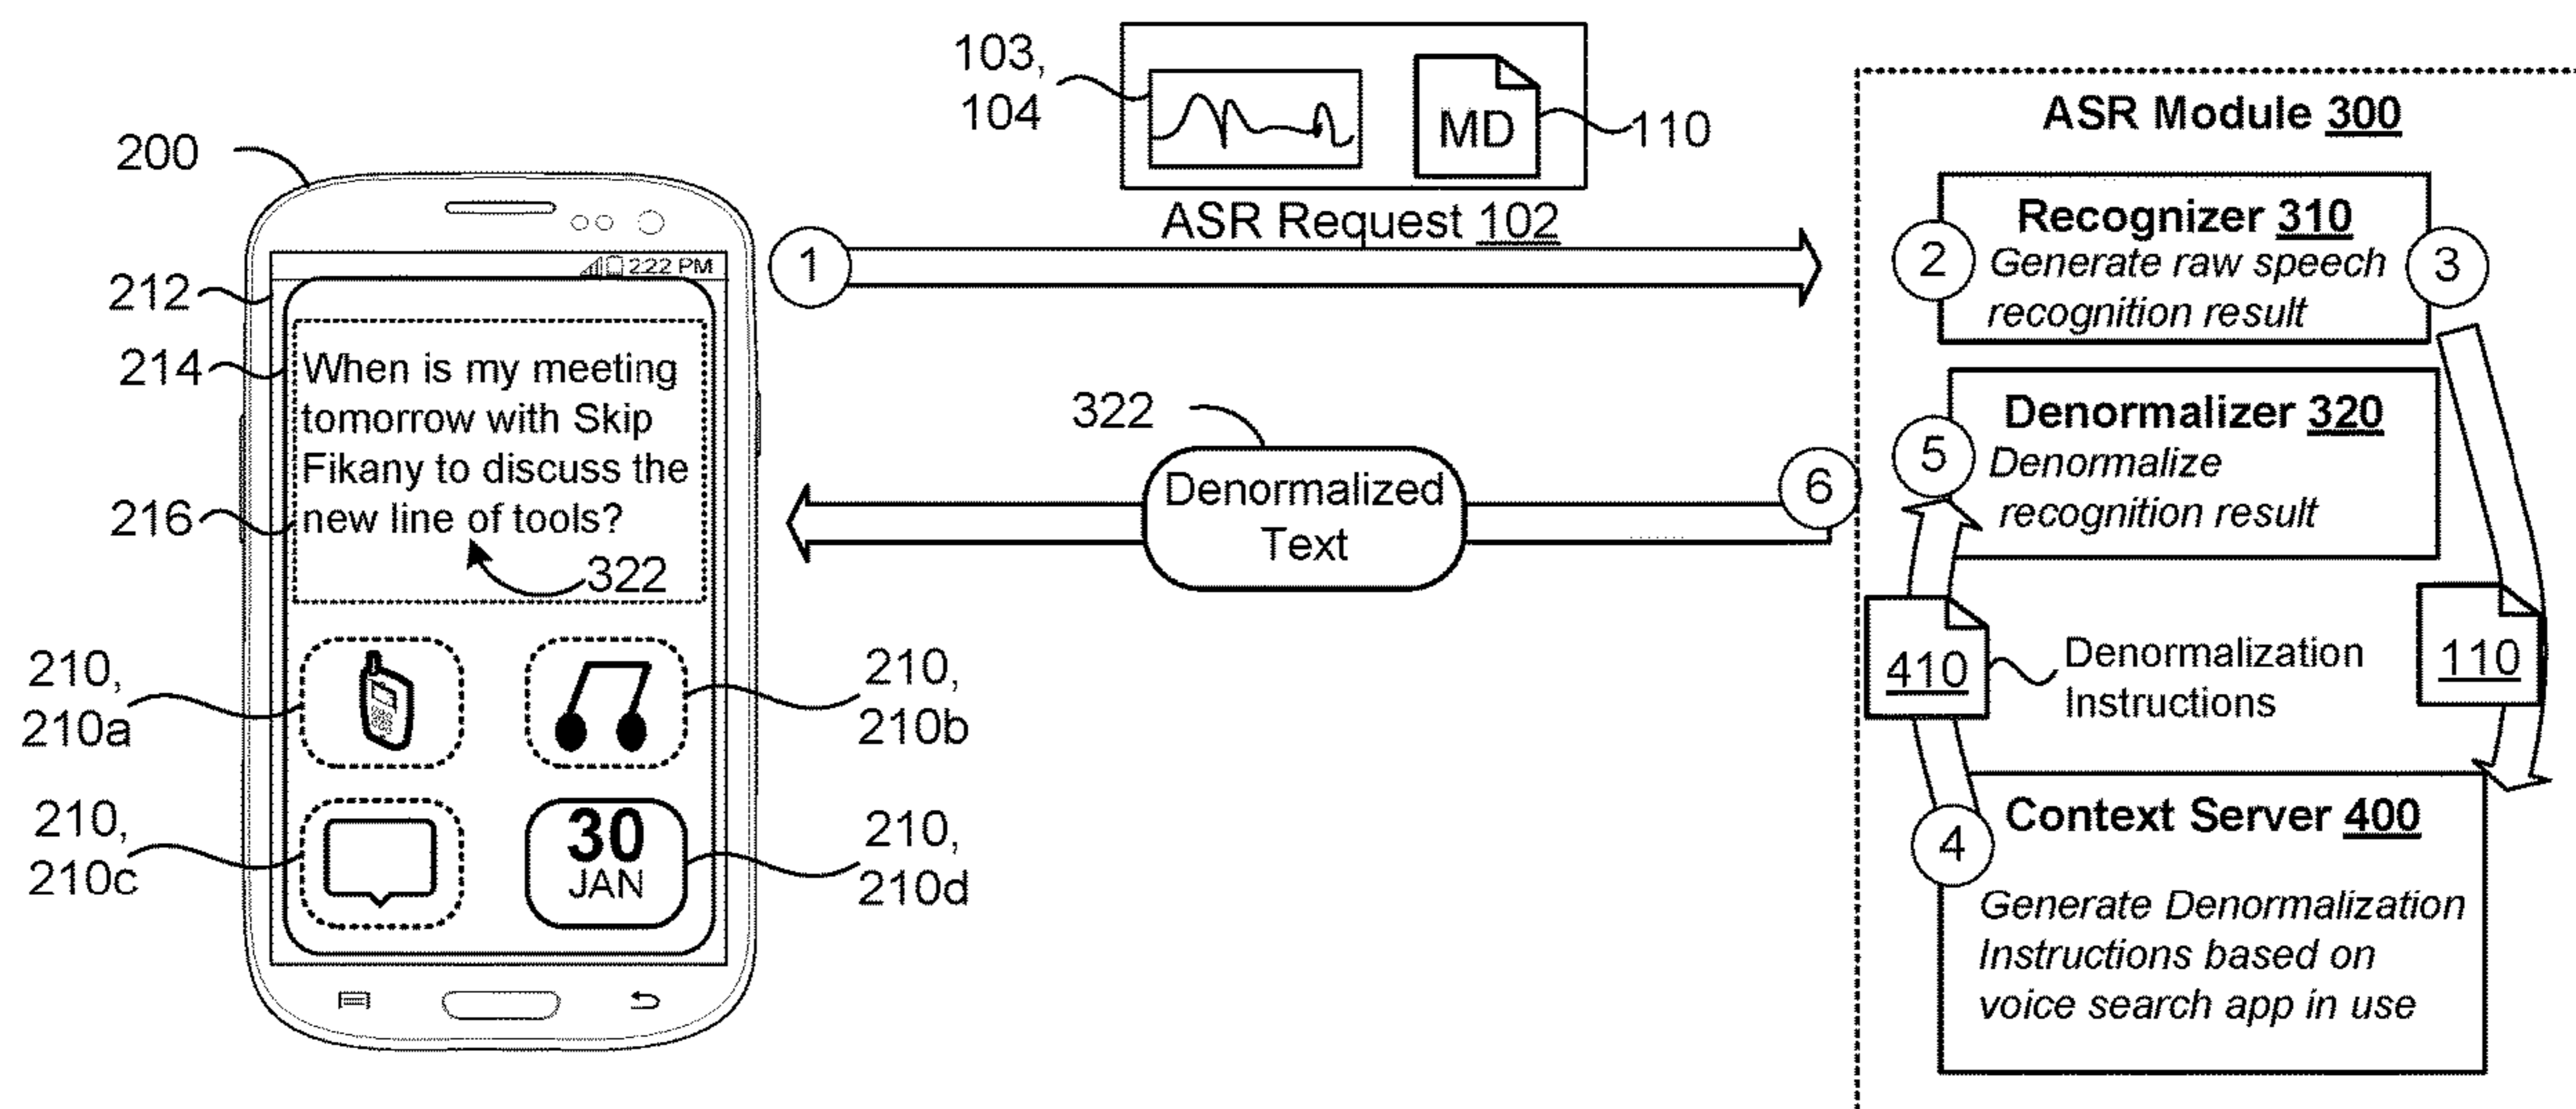 103,
104
MD
110
ASR Request 102
1
200
212
2:22 PM
214
When is my meeting
tomorrow with Skip
Fikany to discuss the
new line of tools?
216
322
210,
210a
210,
210b
210,
210c
30
JAN
210,
210d
322
Denormalized
Text
6
ASR Module 300
Recognizer 310
2
Generate raw speech
recognition result
3
Denormalizer 320
5
Denormalize
recognition result
410
Denormalization
Instructions
110
Context Server 400
4
Generate Denormalization
Instructions based on
voice search app in use